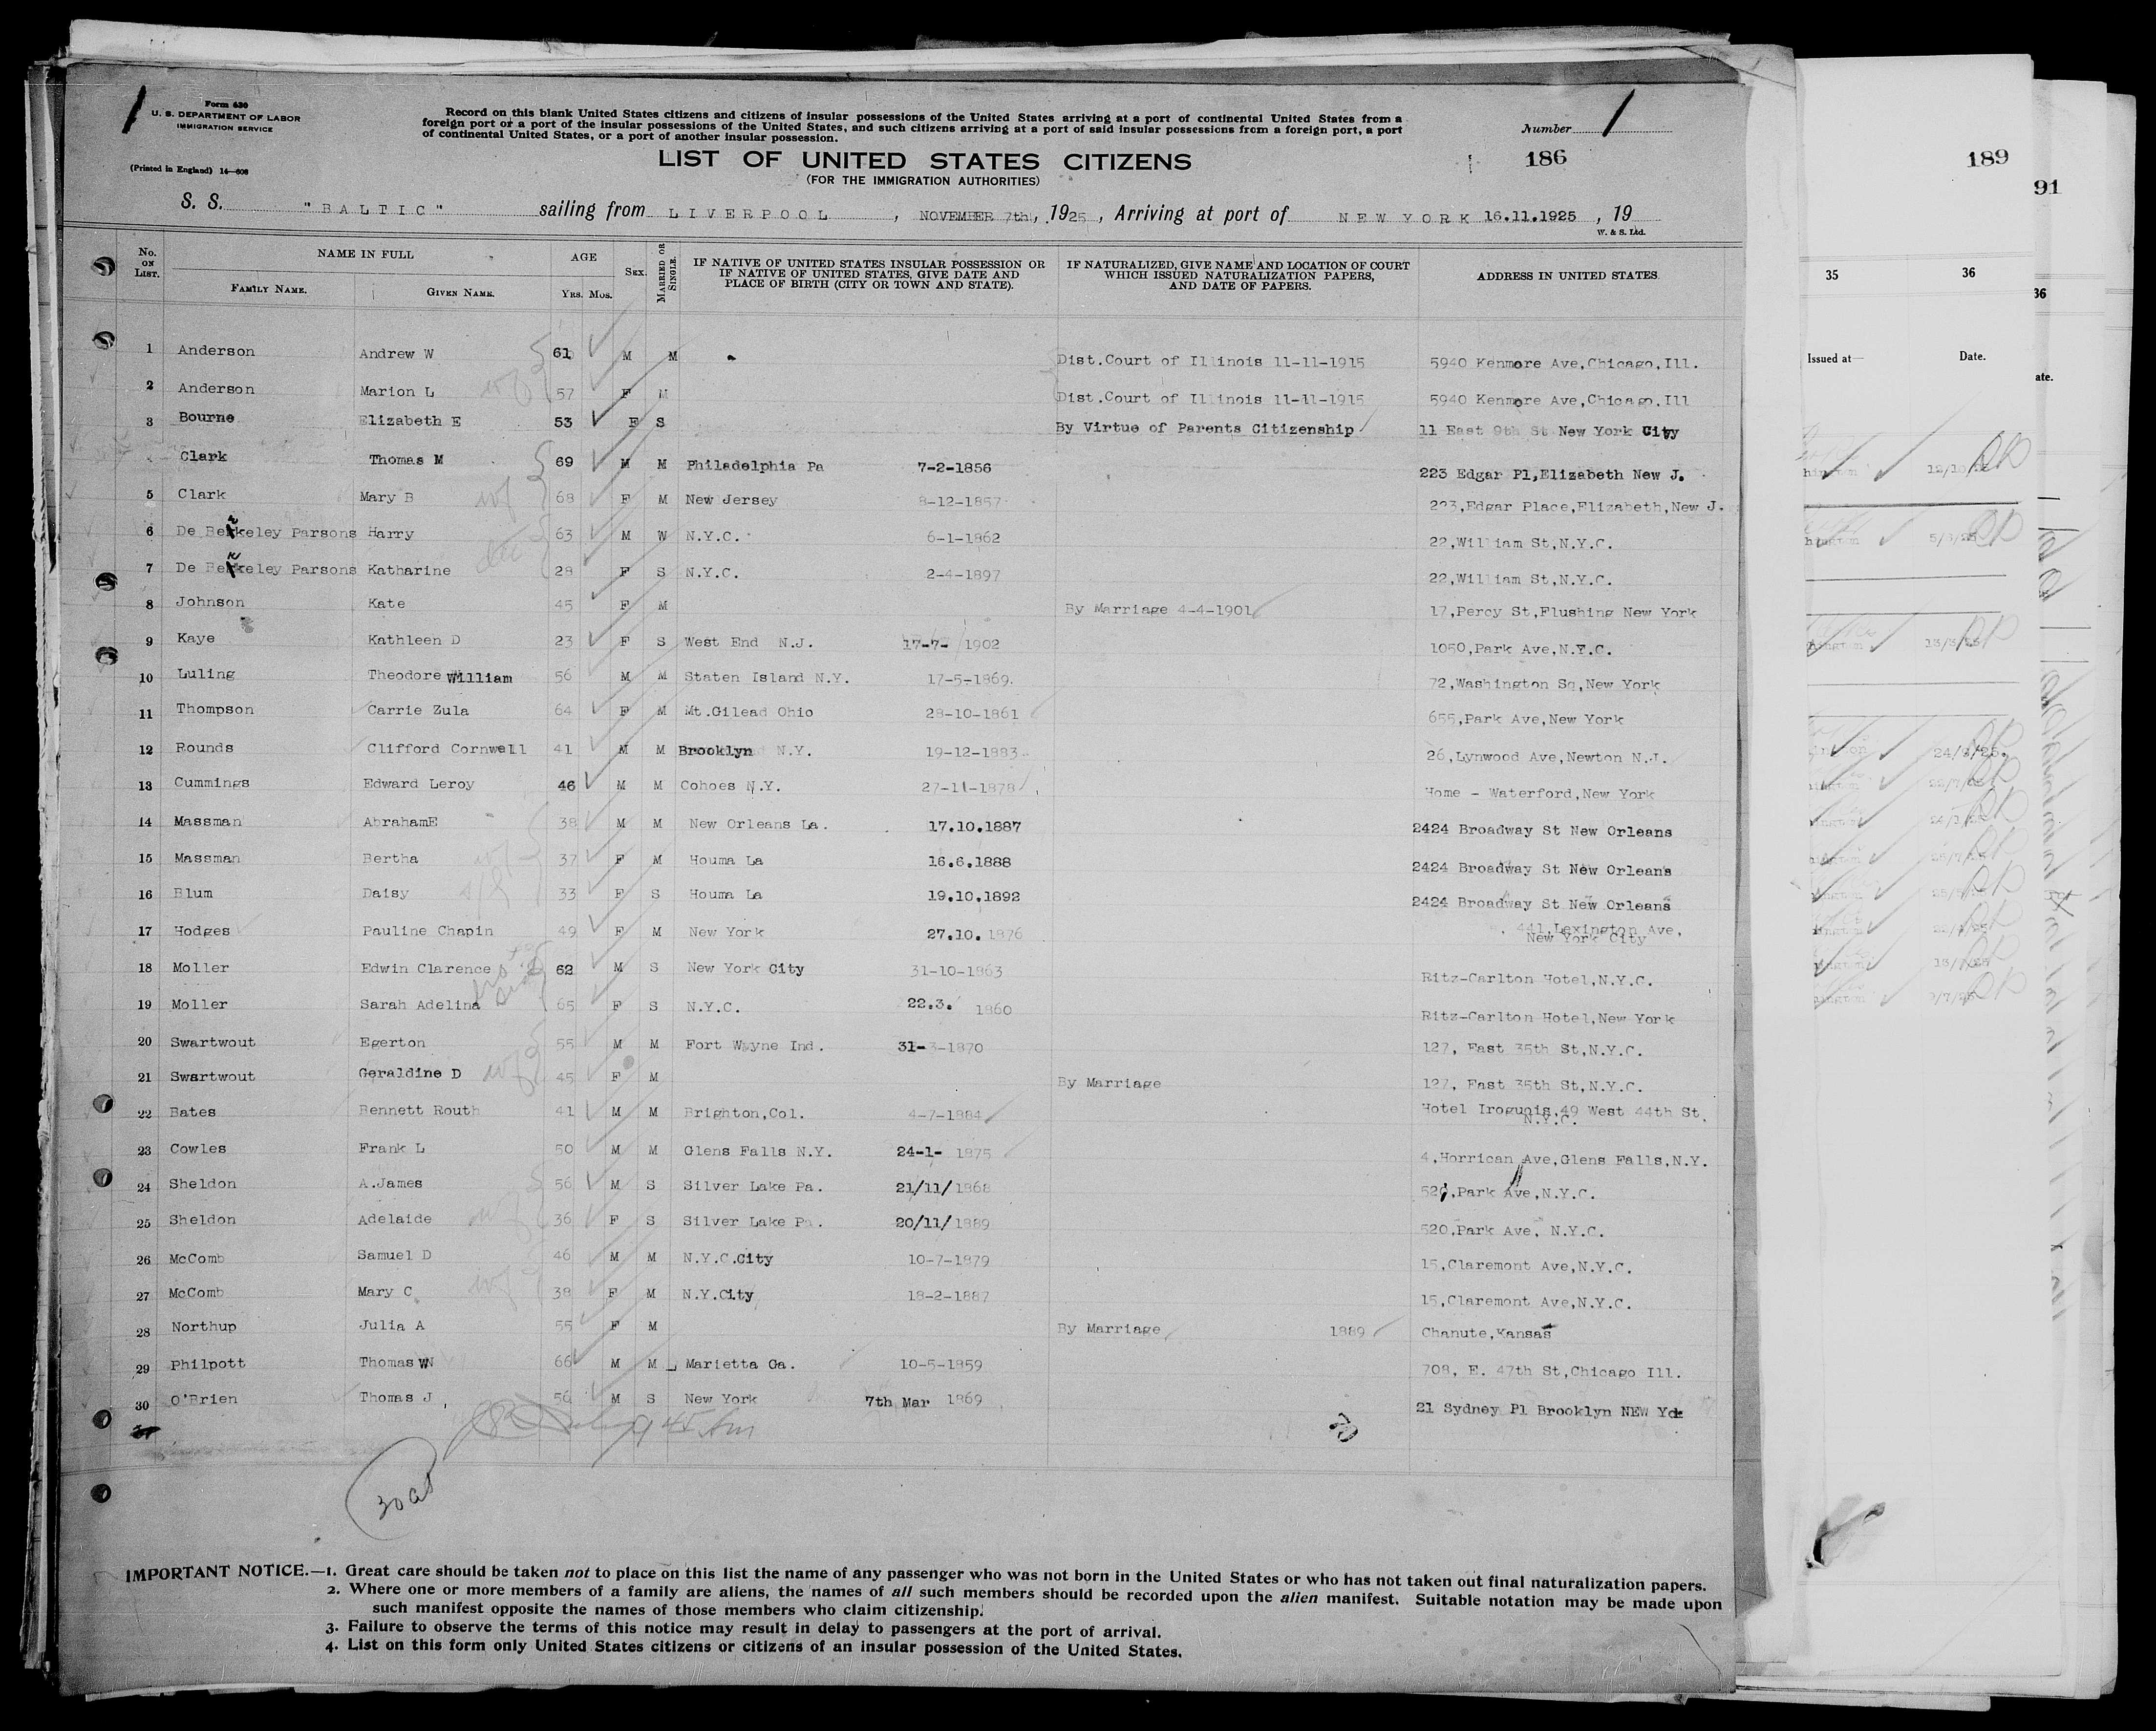 Form 630
U. S. DEPARTMENT OF LABOR
IMMIGRATION SERVICE
(Printed in England) 14—608
Record on this blank United States citizens and citizens of insular possessions of the United States arriving at a port of continental United States from a
foreign port or a port of the insular possessions of the United States, and such citizens arriving at a port of said insular possessions from a foreign port, a port
of continental United States, or a port of another insular possession.
Number 1
LIST OF UNITED STATES CITIZENS
186
(FOR THE IMMIGRATION AUTHORITIES)
S. S. "BALTIC" sailing from LIVERPOOL, NOVEMBER 7th, 1925, Arriving at port of NEW YORK 16.11.1925, 19
W. & S. Ltd.
No. ON LIST. NAME IN FULL FAMILY NAME. GIVEN NAME. AGE YRS. MOS. SEX. MARRIED OR SINGLE. IF NATIVE OF UNITED STATES INSULAR POSSESSION OR IF NATIVE OF UNITED STATES, GIVE DATE AND PLACE OF BIRTH (CITY OR TOWN AND STATE). IF NATURALIZED, GIVE NAME AND LOCATION OF COURT WHICH ISSUED NATURALIZATION PAPERS, AND DATE OF PAPERS. ADDRESS IN UNITED STATES.
1 Anderson Andrew W 61 M M Dist.Court of Illinois 11-11-1915 5940 Kenmore Ave,Chicago,Ill.
2 Anderson Marion L 57 F M Dist.Court of Illinois 11-11-1915 5940 Kenmore Ave,Chicago,Ill
3 Bourne Elizabeth E 53 F S By Virtue of Parents Citizenship 11 East 9th St New York City
Clark Thomas M 69 M M Philadelphia Pa 7-2-1856 223 Edgar Pl,Elizabeth New J.
5 Clark Mary B 68 F M New Jersey 8-12-1857 223,Edgar Place,Elizabeth,New J.
6 De Berkeley Parsons Harry 63 M W N.Y.C. 6-1-1862 22,William St,N.Y.C.
7 De Berkeley Parsons Katharine 28 F S N.Y.C. 2-4-1897 22,William St,N.Y.C.
8 Johnson Kate 45 F M By Marriage 4-4-1901 17,Percy St,Flushing New York
9 Kaye Kathleen D 23 F S West End N.J. 17-7- 1902 1050,Park Ave,N.Y.C.
10 Luling Theodore William 56 M M Staten Island N.Y. 17-5-1869. 72,Washington Sq,New York
11 Thompson Carrie Zula 64 F M Mt.Gilead Ohio 28-10-1861 655,Park Ave,New York
12 Rounds Clifford Cornwell 41 M M Brooklyn N.Y. 19-12-1883 26,Lynwood Ave,Newton N.J.
13 Cummings Edward Leroy 46 M M Cohoes N.Y. 27-11-1878 Home - Waterford,New York
14 Massman AbrahamE 38 M M New Orleans La. 17.10.1887 2424 Broadway St New Orleans
15 Massman Bertha 37 F M Houma La 16.6.1888 2424 Broadway St New Orleans
16 Blum Daisy 33 F S Houma La 19.10.1892 2424 Broadway St New Orleans
17 Hodges Pauline Chapin 49 F M New York 27.10. 1876 441,Lexington Ave,
New York City
18 Moller Edwin Clarence 62 M S New York City 31-10-1863 Ritz-Carlton Hotel,N.Y.C.
19 Moller Sarah Adelina 65 F S N.Y.C. 22.3. 1860 Ritz-Carlton Hotel,New York
20 Swartwout Egerton 55 M M Fort Wayne Ind. 31-3-1870 127, East 35th St,N.Y.C.
21 Swartwout Geraldine D 45 F M By Marriage 127, East 35th St,N.Y.C.
22 Bates Bennett Routh 41 M M Brighton,Col. 4-7-1884 Hotel Iroquois,49 West 44th St,
N.Y.C.
23 Cowles Frank L 50 M M Glens Falls N.Y. 24-1- 1875 4,Horrican Ave,Glens Falls,N.Y.
24 Sheldon A.James 56 M S Silver Lake Pa. 21/11/1868 520,Park Ave,N.Y.C.
25 Sheldon Adelaide 36 F S Silver Lake Pa. 20/11/1889 520,Park Ave, N.Y.C.
26 McComb Samuel D 46 M M N.Y.C.City 10-7-1879 15,Claremont Ave,N.Y.C.
27 McComb Mary C 38 F M N.Y.City 18-2-1887 15,Claremont Ave,N.Y.C.
28 Northup Julia A 55 F M By Marriage 1889 Chanute,Kansas
29 Philpott Thomas W 66 M M Marietta Ga. 10-5-1859 708, E. 47th St,Chicago Ill.
30 O'Brien Thomas J 56 M S New York 7th Mar 1869 21 Sydney Pl Brooklyn NEW Yok
9 45 Am
IMPORTANT NOTICE.—1. Great care should be taken not to place on this list the name of any passenger who was not born in the United States or who has not taken out final naturalization papers.
2. Where one or more members of a family are aliens, the names of all such members should be recorded upon the alien manifest. Suitable notation may be made upon
such manifest opposite the names of those members who claim citizenship.
3. Failure to observe the terms of this notice may result in delay to passengers at the port of arrival.
4. List on this form only United States citizens or citizens of an insular possession of the United States.
189
91
35 36
36
Issued at— Date.
ate.